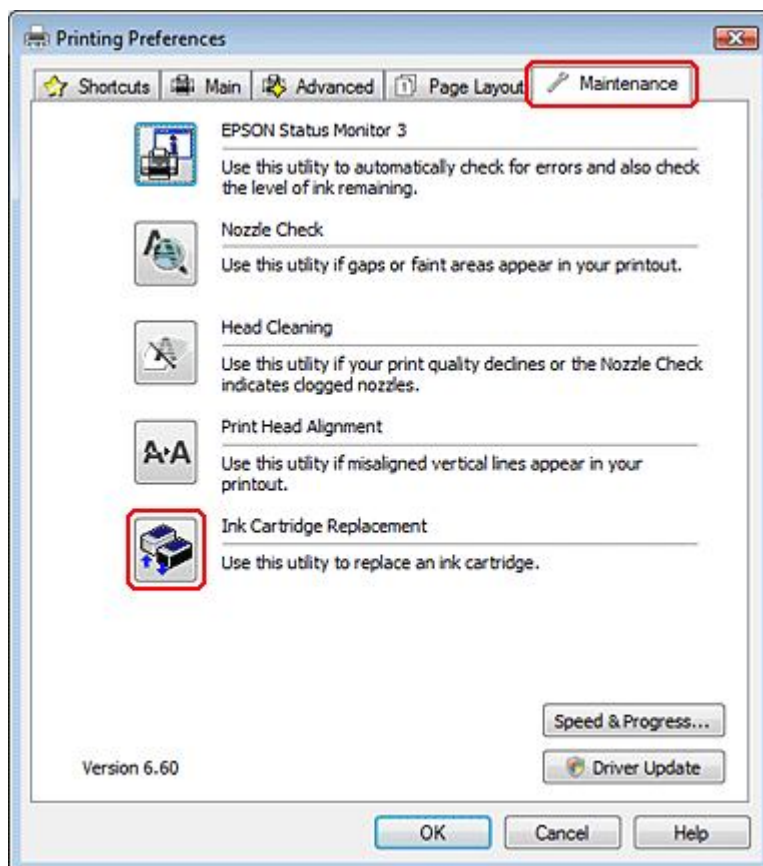 Printing Preferences
Shortcuts Main Advanced 1 Page Layout Maintenance
EPSON Status Monitor 3
Use this utility to automatically check for errors and also check
the level of ink remaining.
Nozzle Check
Use this utility if gaps or faint areas appear in your printout.
Head Cleaning
Use this utility if your print quality declines or the Nozzle Check
indicates clogged nozzles.
Print Head Alignment
A A
Use this utility if misaligned vertical lines appear in your
printout.
Ink Cartridge Replacement
Use this utility to replace an ink cartridge.
Speed & Progress...
Version 6.60
Driver Update
OK Cancel Help